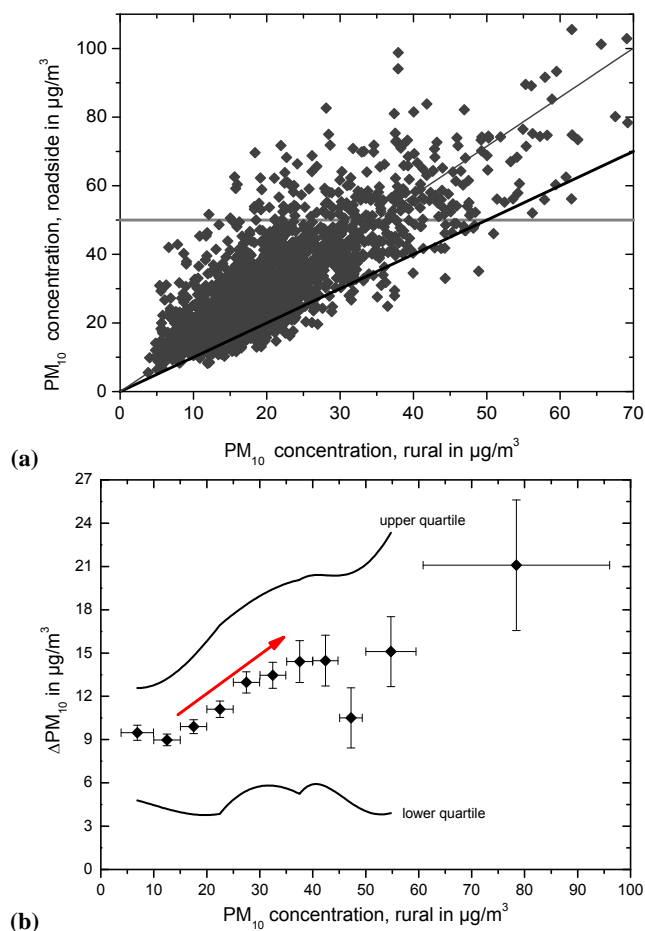 PM₁₀ concentration, roadside in µg/m³
100
80
60
40
20
0
0 10 20 30 40 50 60 70
PM₁₀ concentration, rural in µg/m³
(a)
ΔPM₁₀ in µg/m³
27
24
21
18
15
12
9
6
3
0
upper quartile
lower quartile
0 10 20 30 40 50 60 70 80 90 100
PM₁₀ concentration, rural in µg/m³
(b)